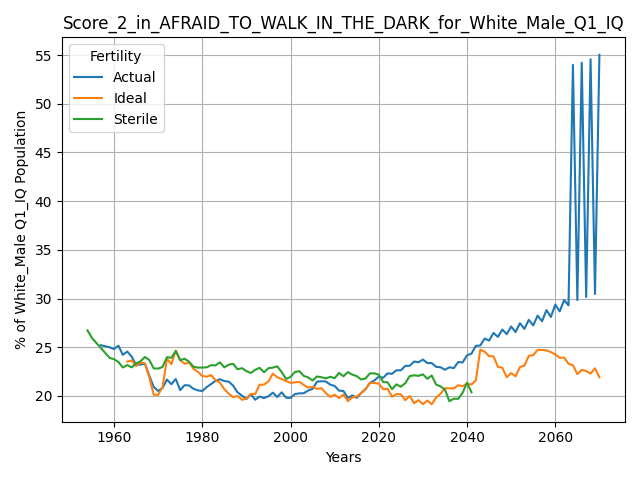 Score_2_in_AFRAID_TO_WALK_IN_THE_DARK_for_White_Male_Q1_IQ
Fertility
Actual
Ideal
Sterile
% of White_Male Q1_IQ Population
55
50
45
40
35
30
25
20
1960
1980
2000
2020
2040
2060
Years